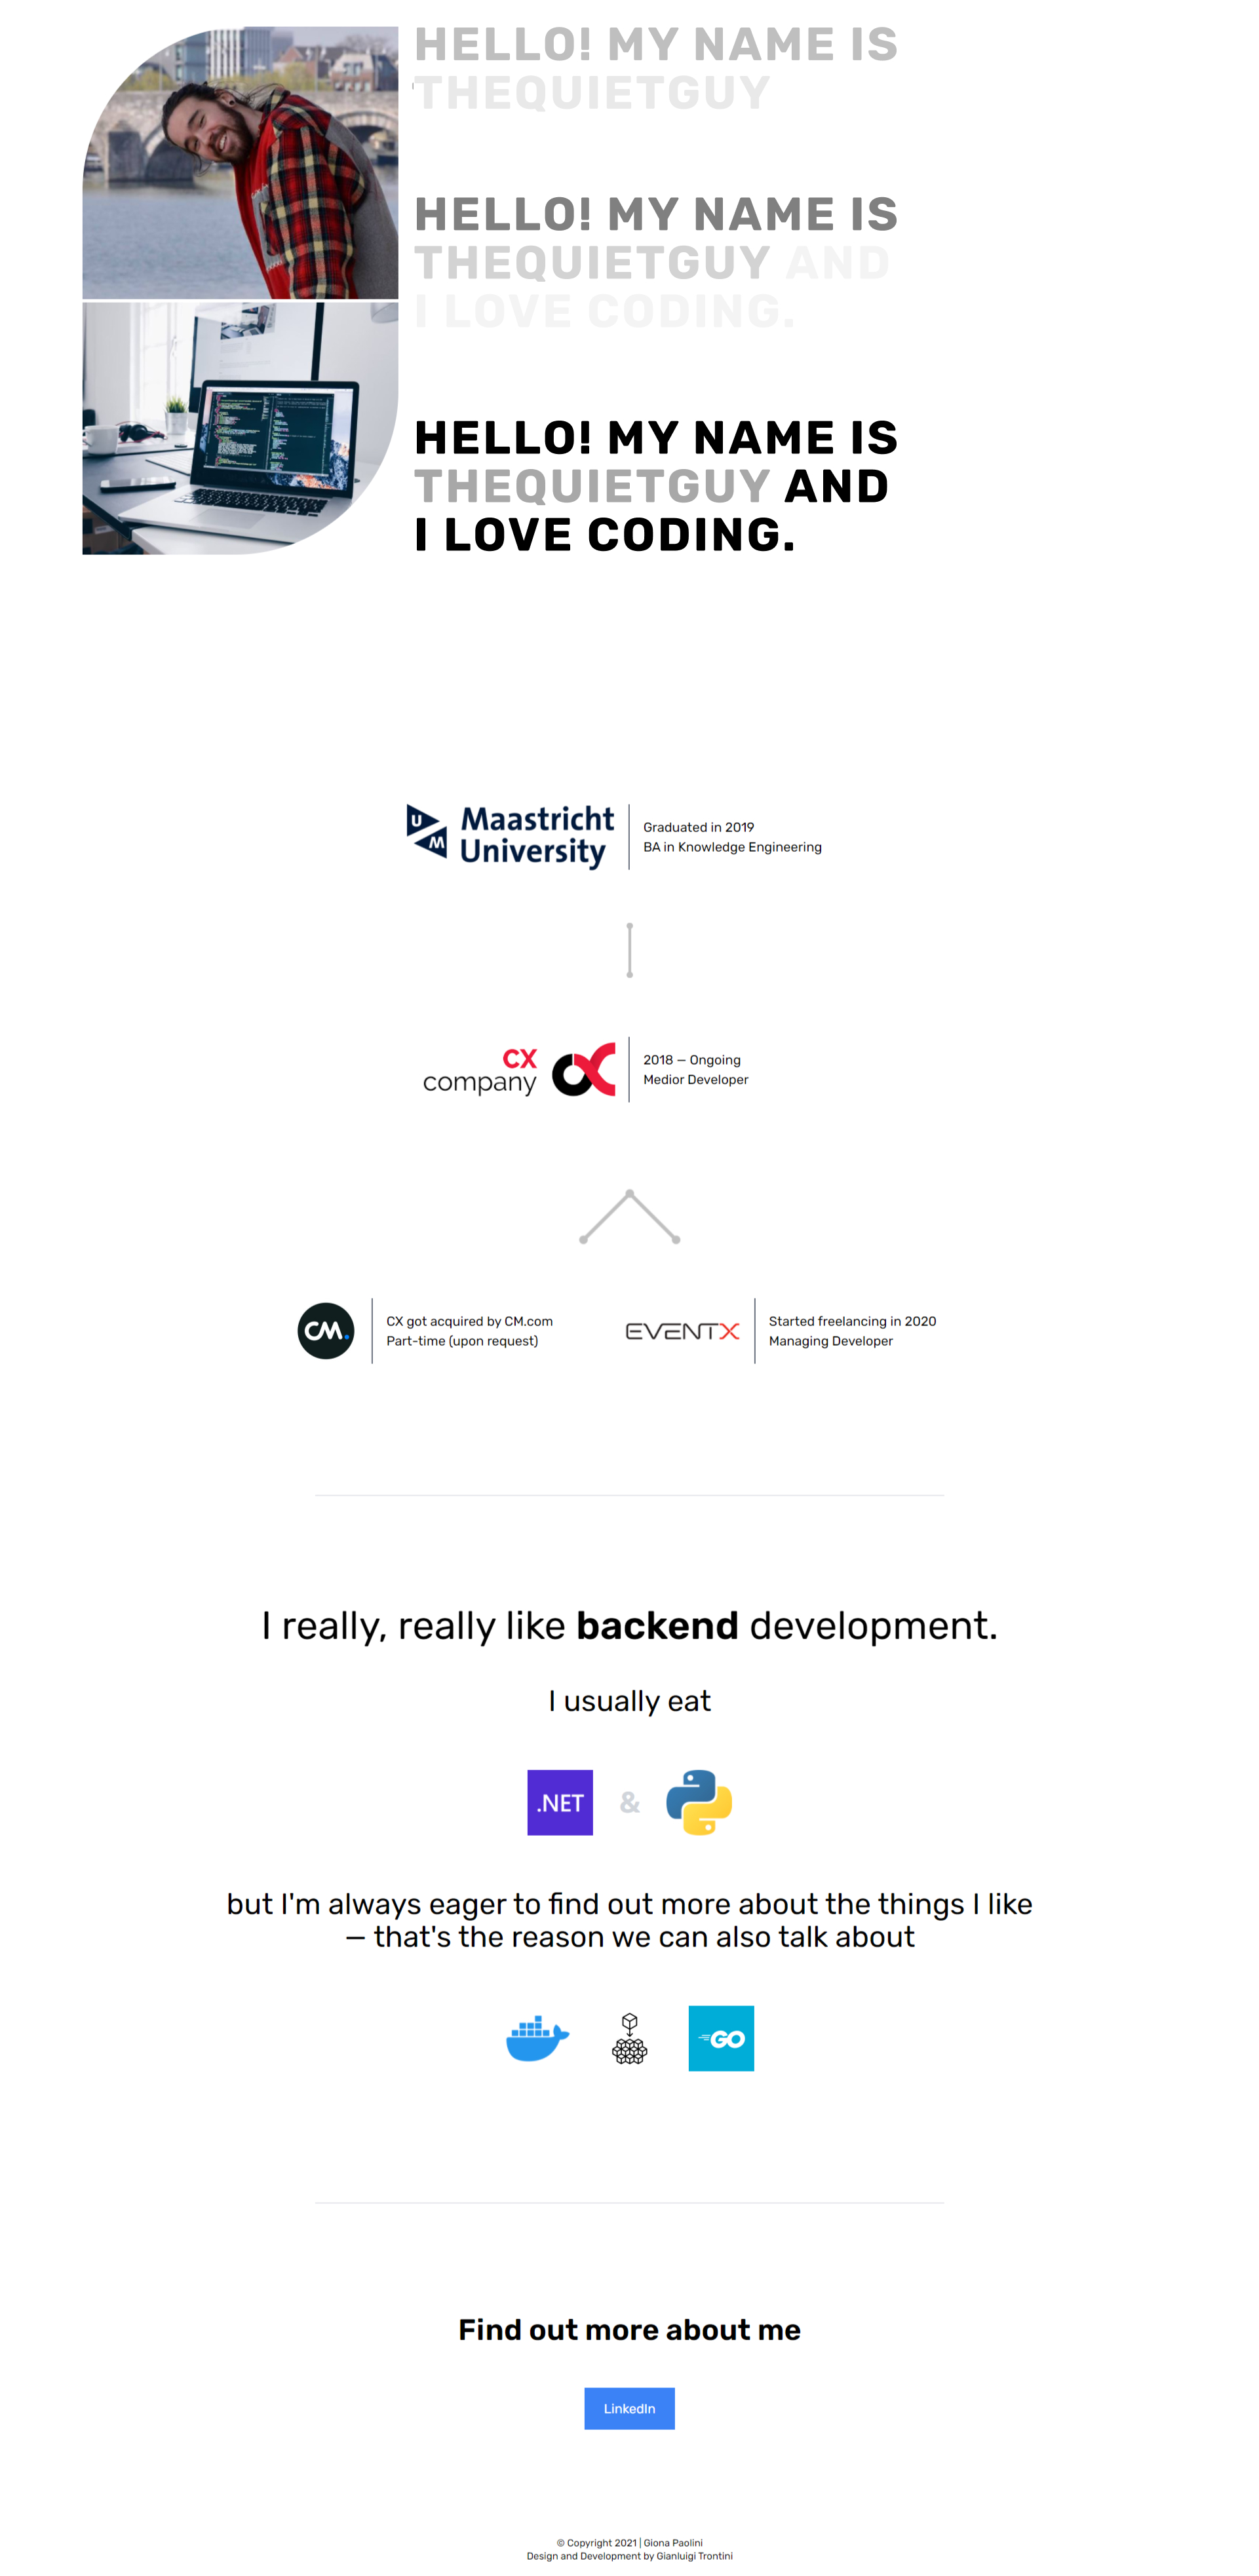 HELLO! MY NAME IS
THEQUIETGUY
HELLO! MY NAME IS
THEQUIETGUY AND
I LOVE CODING.
HELLO! MY NAME IS
THEQUIETGUY AND
I LOVE CODING.
UM
Maastricht
University
Graduated in 2019
BA in Knowledge Engineering
CX
company
2018 — Ongoing
Medior Developer
CM.
CX got acquired by CM.com
Part-time (upon request)
EVENTX
Started freelancing in 2020
Managing Developer
I really, really like backend development.
I usually eat
.NET
&
but I'm always eager to find out more about the things I like
— that's the reason we can also talk about
GO
Find out more about me
LinkedIn
© Copyright 2021 | Giona Paolini
Design and Development by Gianluigi Trontini